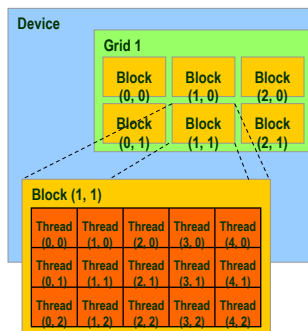 Device
Grid 1
Block Block Block
(0, 0) (1, 0) (2, 0)
Block Block Block
(0, 1) (1, 1) (2, 1)
Block (1, 1)
Thread Thread Thread Thread Thread
(0, 0) (1, 0) (2, 0) (3, 0) (4, 0)
Thread Thread Thread Thread Thread
(0, 1) (1, 1) (2, 1) (3, 1) (4, 1)
Thread Thread Thread Thread Thread
(0, 2) (1, 2) (2, 2) (3, 2) (4, 2)